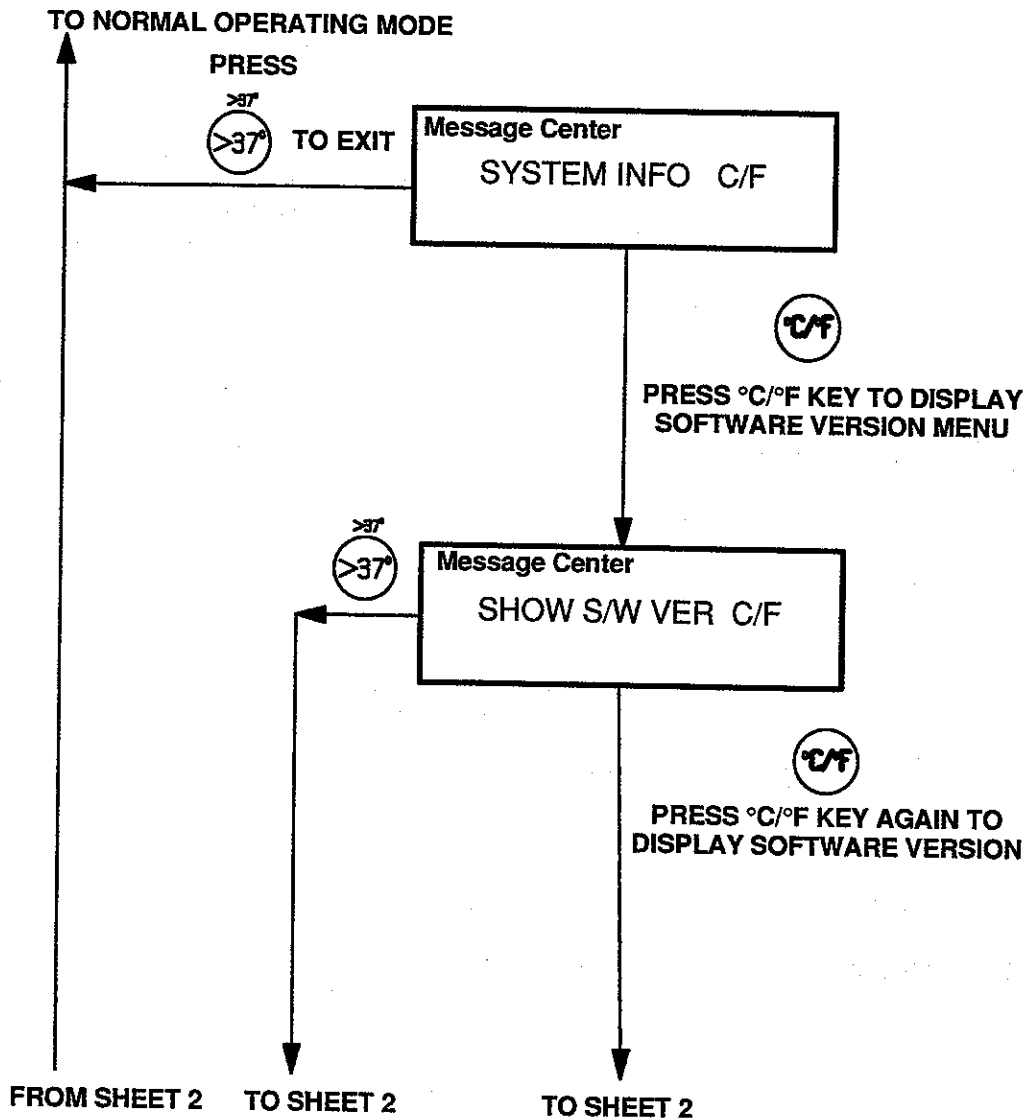 TO NORMAL OPERATING MODE
PRESS
>37°
>37°
TO EXIT
Message Center
SYSTEM INFO C/F
°C/°F
PRESS °C/°F KEY TO DISPLAY
SOFTWARE VERSION MENU
>37°
>37°
Message Center
SHOW S/W VER C/F
°C/°F
PRESS °C/°F KEY AGAIN TO
DISPLAY SOFTWARE VERSION
FROM SHEET 2
TO SHEET 2
TO SHEET 2